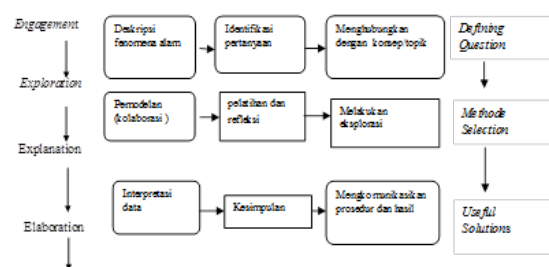 Engagement
Deskripsi
fenomena alam
Identifikasi
pertanyaan
Menghubungkan
dengan konsep/topik
Defining
Question
Exploration
Pemodelan
(kolaborasi )
pelatihan dan
refleksi
Melakukan
eksplorasi
Methode
Selection
Explanation
Interpretasi
data
Kesimpulan
Mengkomunikasikan
prosedur dan hasil
Useful
Solutions
Elaboration